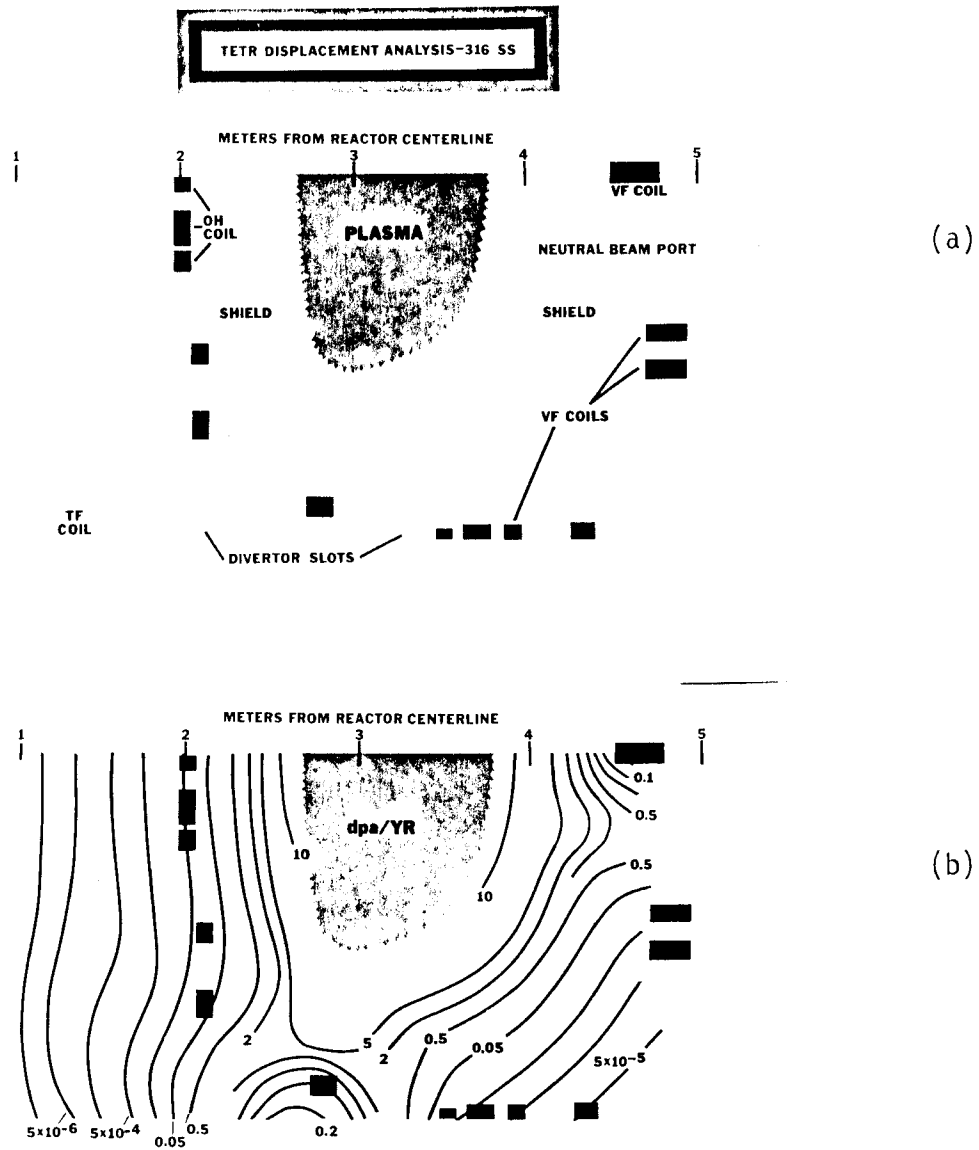 TETR DISPLACEMENT ANALYSIS-316 SS
METERS FROM REACTOR CENTERLINE
1
2
3
4
5
VF COIL
OH
COIL
PLASMA
(a)
NEUTRAL BEAM PORT
SHIELD
SHIELD
VF COILS
TF
COIL
DIVERTOR SLOTS
METERS FROM REACTOR CENTERLINE
1
2
3
4
5
0.1
0.5
dpa/YR
10
0.5
(b)
10
2
5
2
0.5
0.05
5×10⁻⁵
5×10⁻⁶
5×10⁻⁴
0.05
0.5
0.2